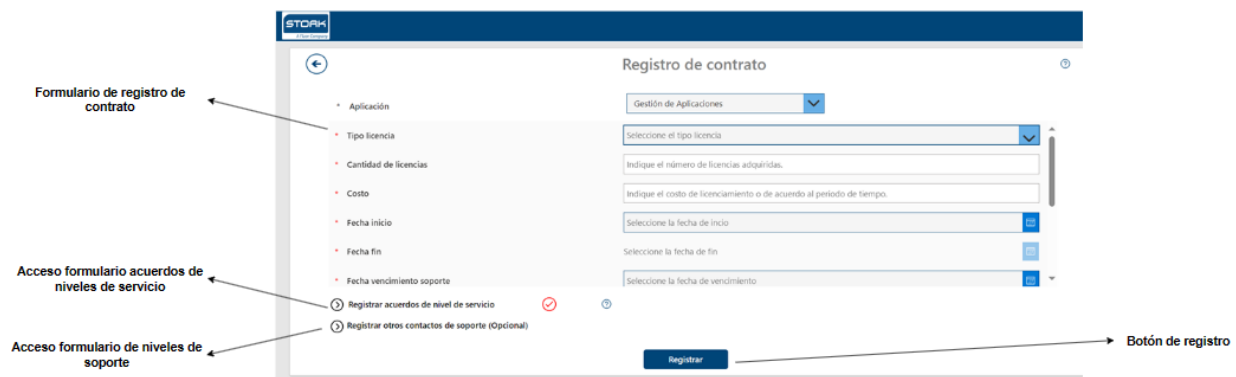 STORK
A Fluor Company
Registro de contrato
Formulario de registro de
contrato
* Aplicación
Gestión de Aplicaciones
* Tipo licencia
Seleccione el tipo licencia
* Cantidad de licencias
Indique el número de licencias adquiridas.
* Costo
Indique el costo de licenciamiento o de acuerdo al periodo de tiempo.
* Fecha inicio
Seleccione la fecha de incio
* Fecha fin
Seleccione la fecha de fin
* Fecha vencimiento soporte
Seleccione la fecha de vencimiento
Acceso formulario acuerdos de
niveles de servicio
Registrar acuerdos de nivel de servicio
Registrar otros contactos de soporte (Opcional)
Acceso formulario de niveles de
soporte
Registrar
Botón de registro